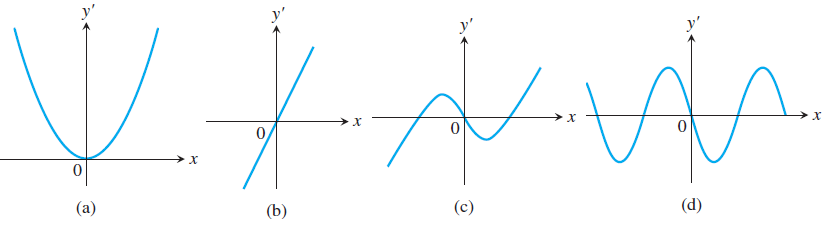 y′ y′ y′ y′
x x x x
0 0 0 0
(a) (b) (c) (d)